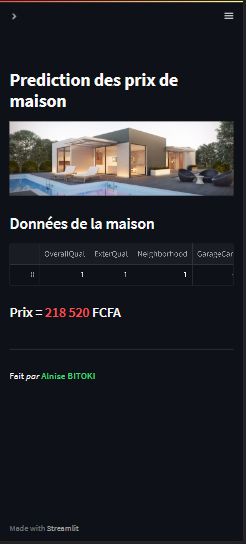 Prediction des prix de
maison
Données de la maison
OverallQual ExterQual Neighborhood GarageCar
0 1 1 1
Prix = 218 520 FCFA
Fait par Alnise BITOKI
Made with Streamlit